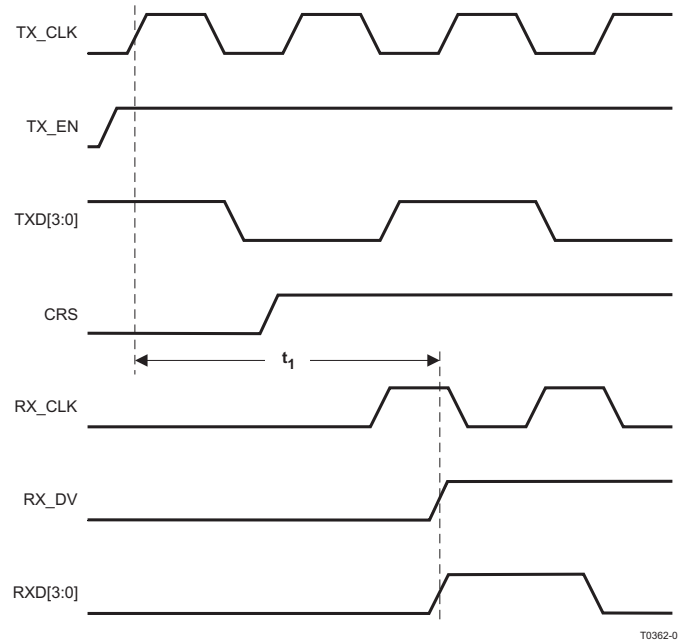 TX_CLK
TX_EN
TXD[3:0]
CRS
t1
RX_CLK
RX_DV
RXD[3:0]
T0362-0